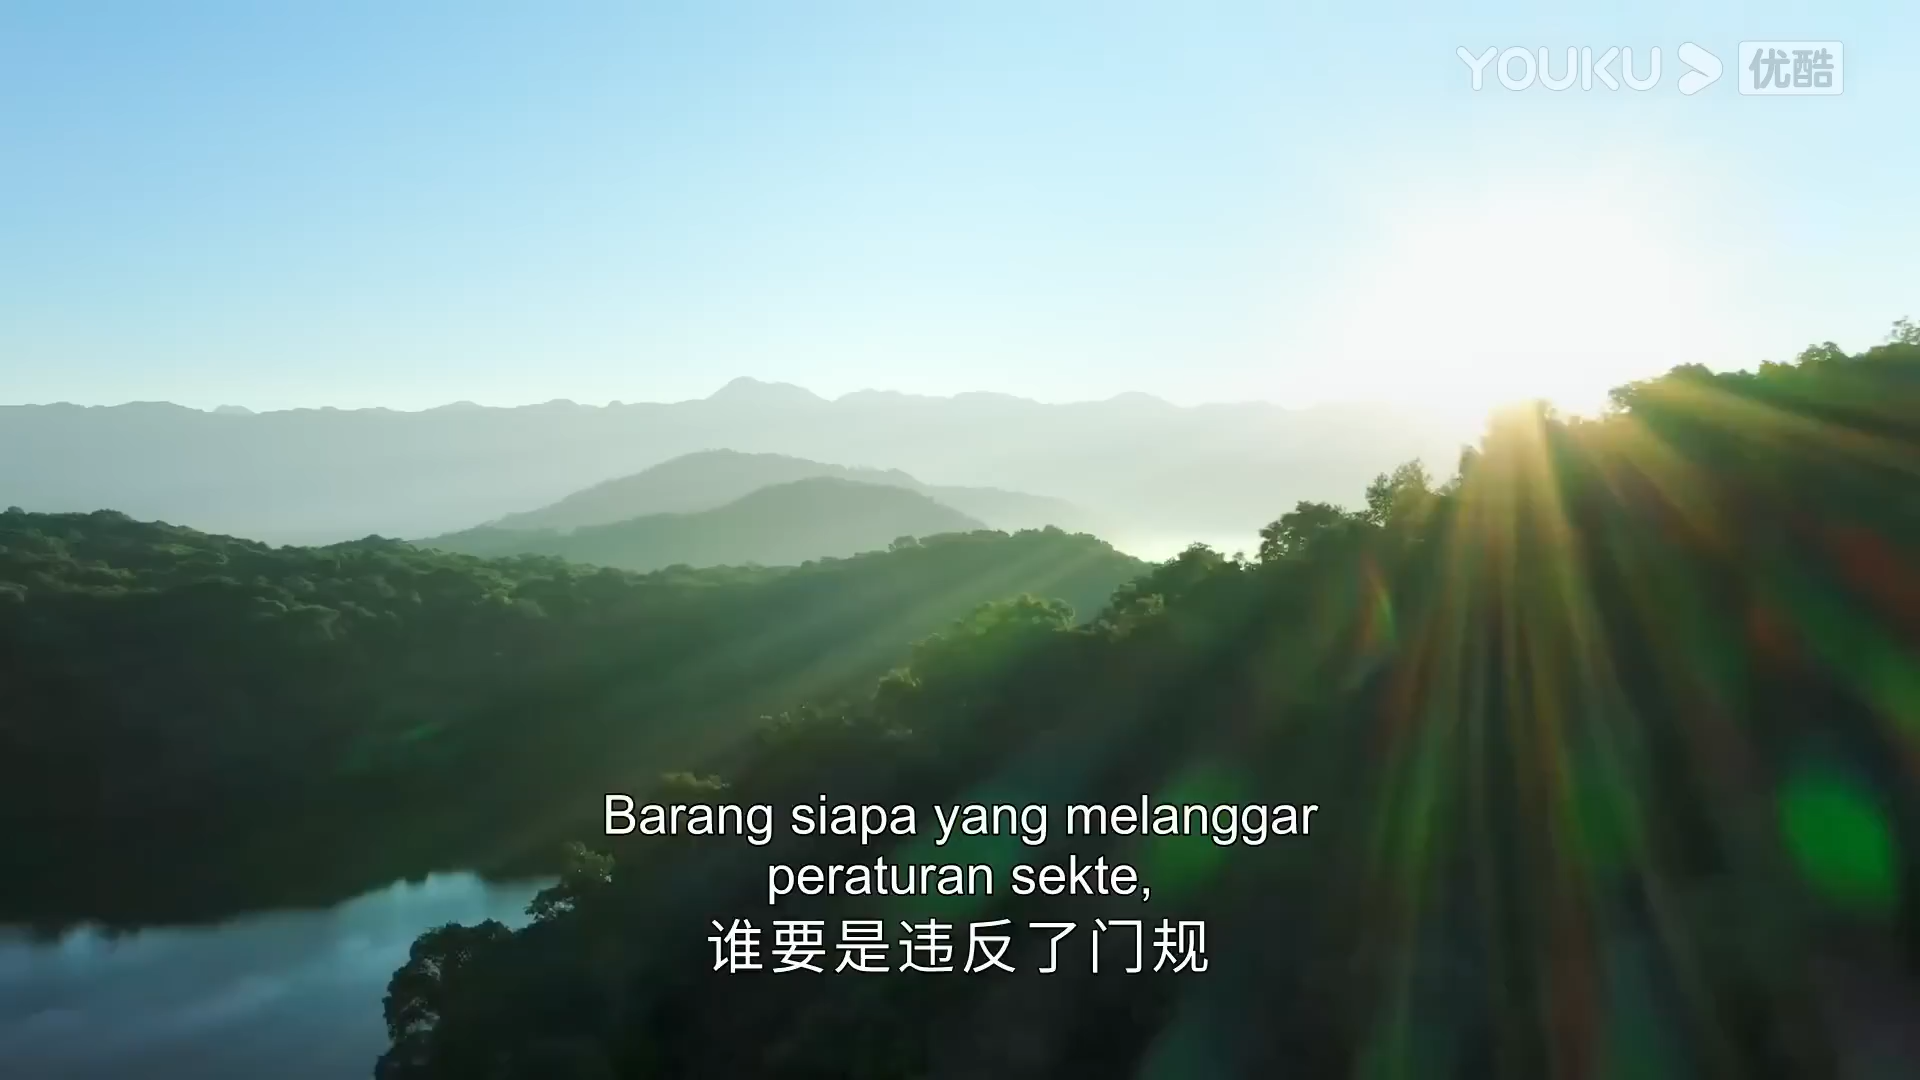 YOUKU 优酷
Barang siapa yang melanggar
peraturan sekte,
谁要是违反了门规